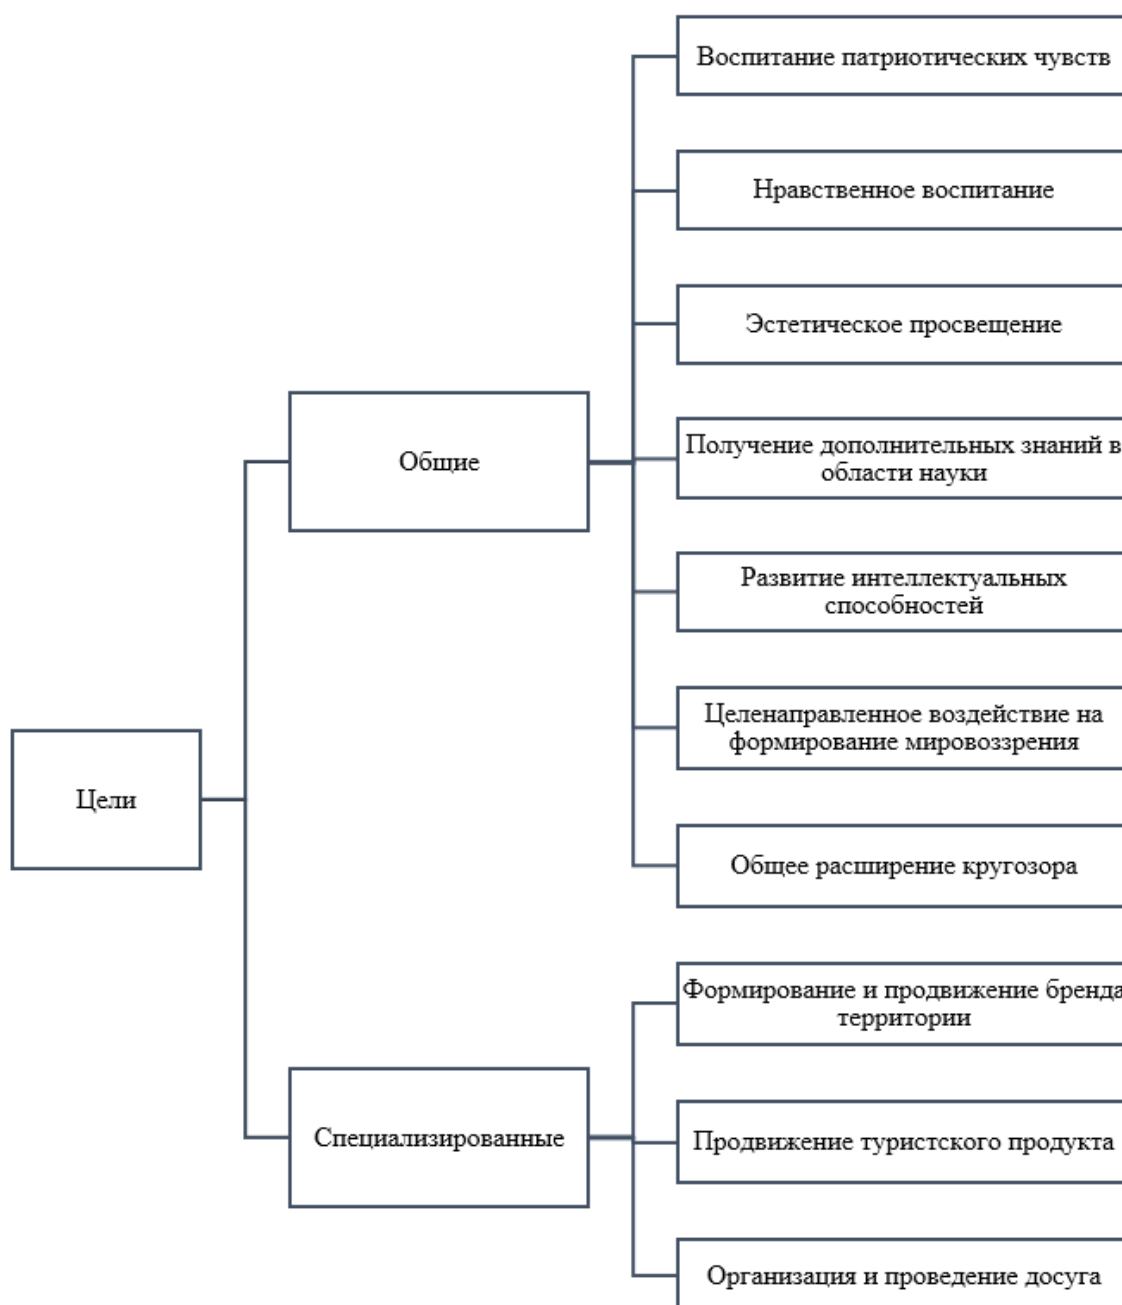 Воспитание патриотических чувств
Нравственное воспитание
Эстетическое просвещение
Получение дополнительных знаний в
области науки
Общие
Развитие интеллектуальных
способностей
Целенаправленное воздействие на
формирование мировоззрения
Цели
Общее расширение кругозора
Формирование и продвижение бренда
территории
Специализированные
Продвижение туристского продукта
Организация и проведение досуга